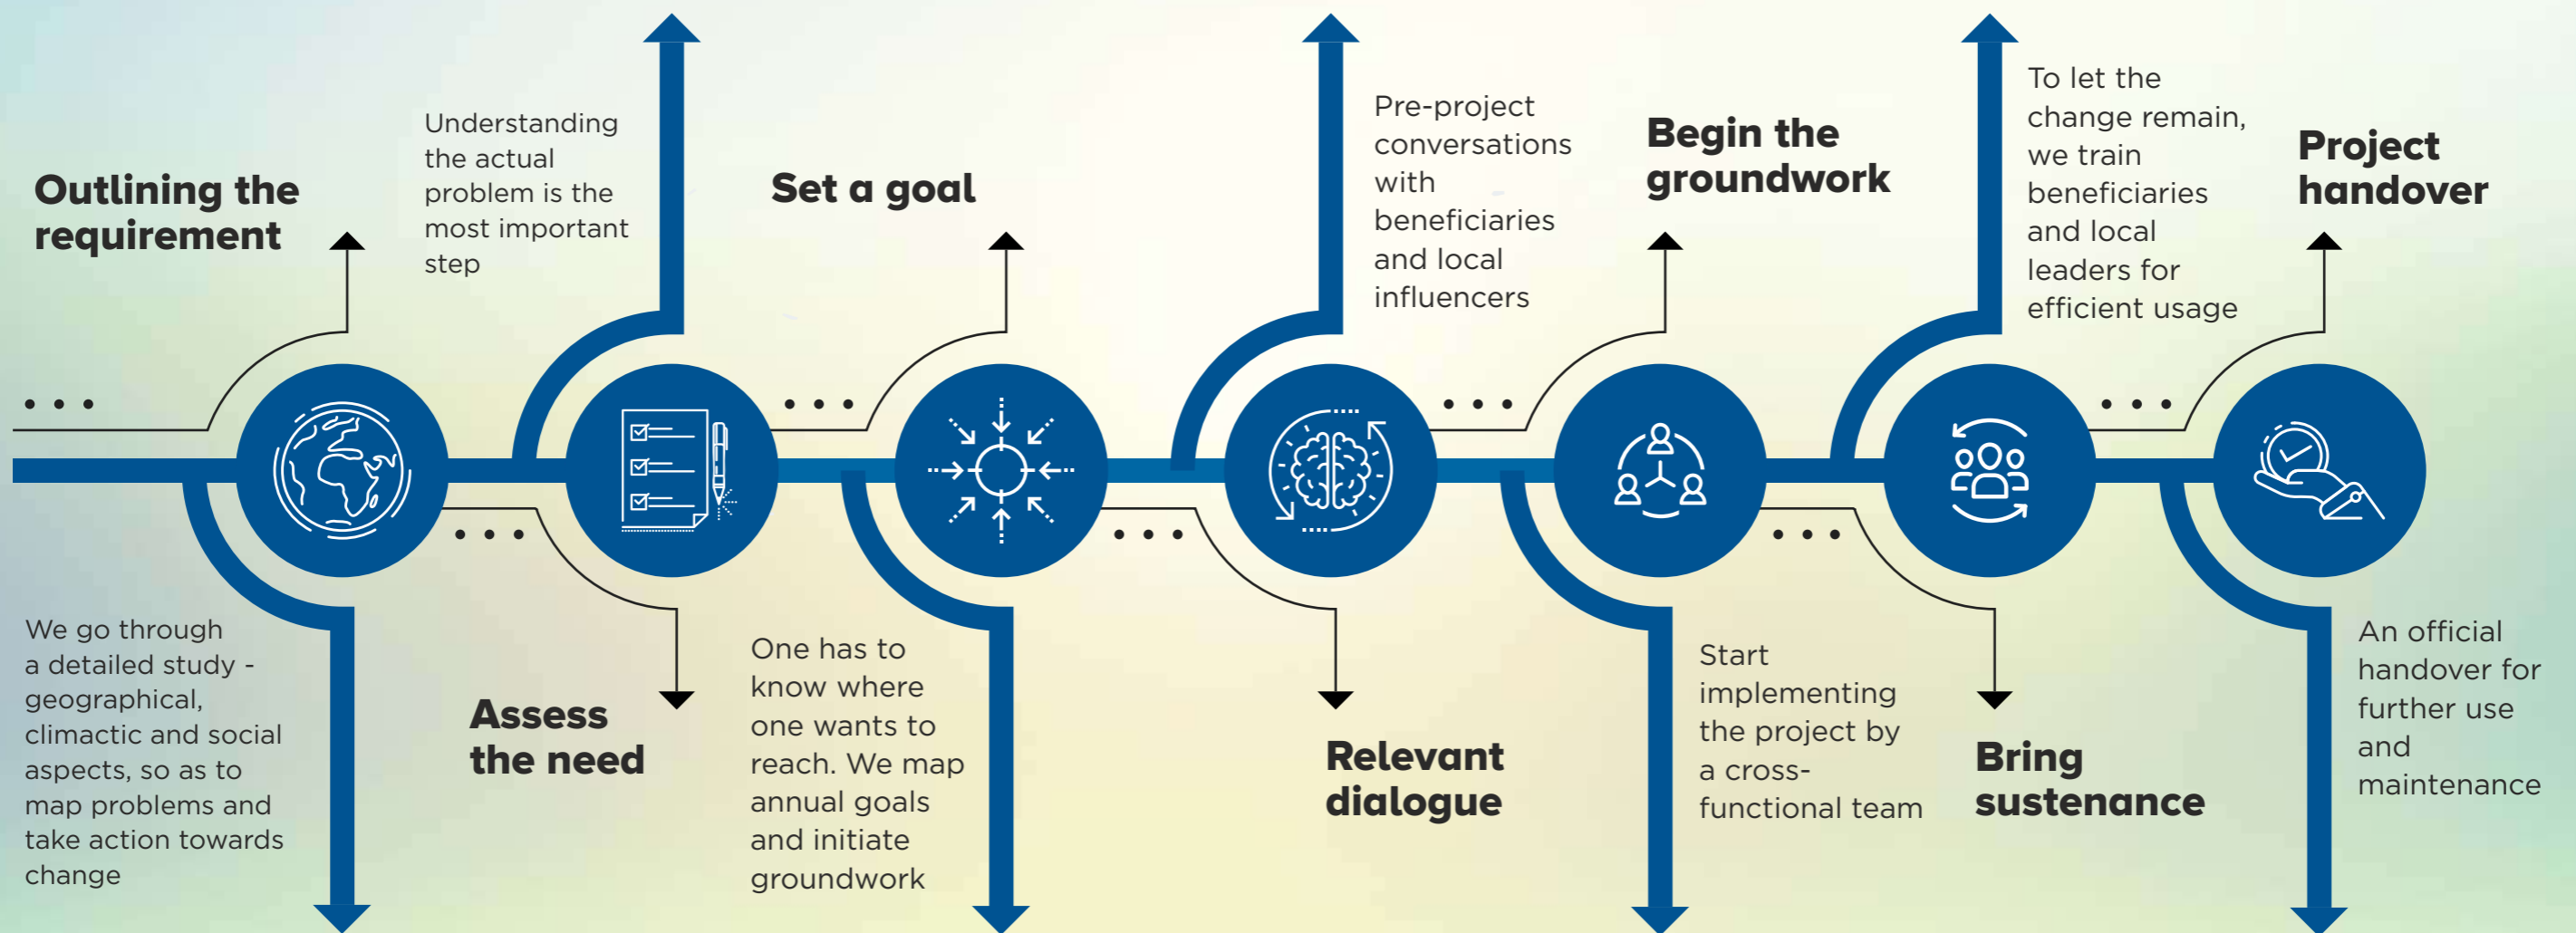 Outlining the
requirement
We go through
a detailed study -
geographical,
climactic and social
aspects, so as to
map problems and
take action towards
change
Understanding
the actual
problem is the
most important
step
Assess
the need
Set a goal
One has to
know where
one wants to
reach. We map
annual goals
and initiate
groundwork
Pre-project
conversations
with
beneficiaries
and local
influencers
Relevant
dialogue
Begin the
groundwork
Start
implementing
the project by
a cross-
functional team
To let the
change remain,
we train
beneficiaries
and local
leaders for
efficient usage
Bring
sustenance
Project
handover
An official
handover for
further use
and
maintenance